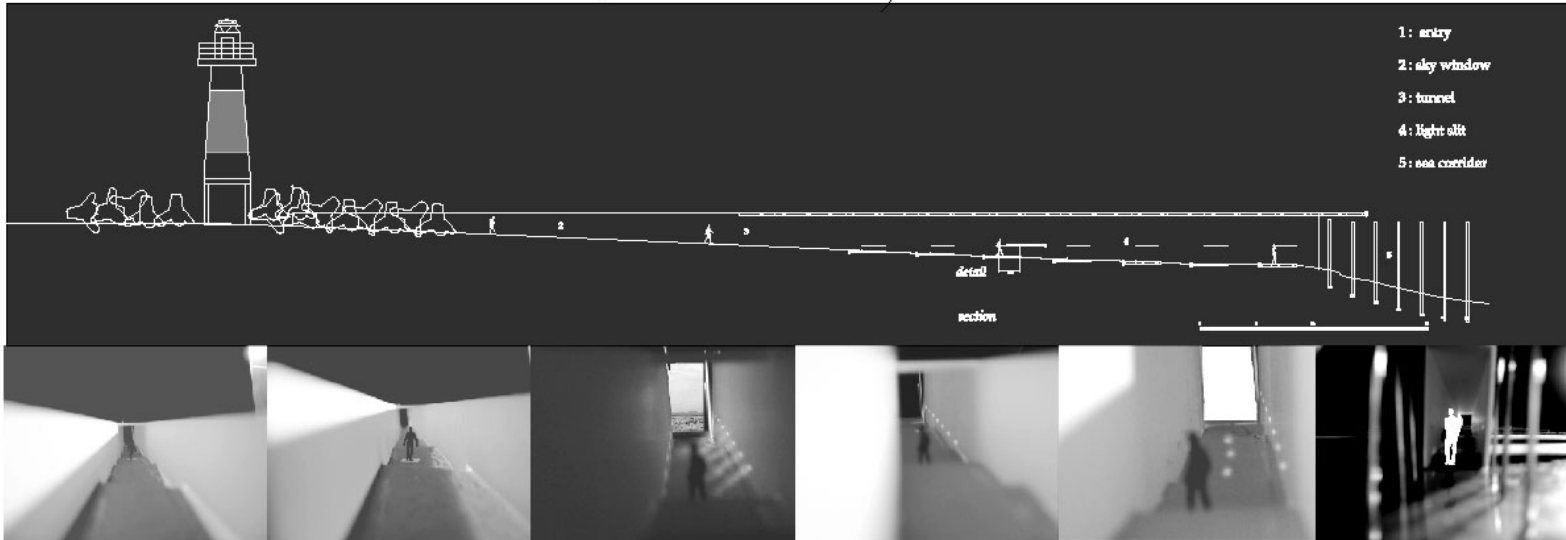 1 : entry
2 : sky window
3 : tunnel
4 : light slit
5 : sea corridor
2
3
4
5
detail
section